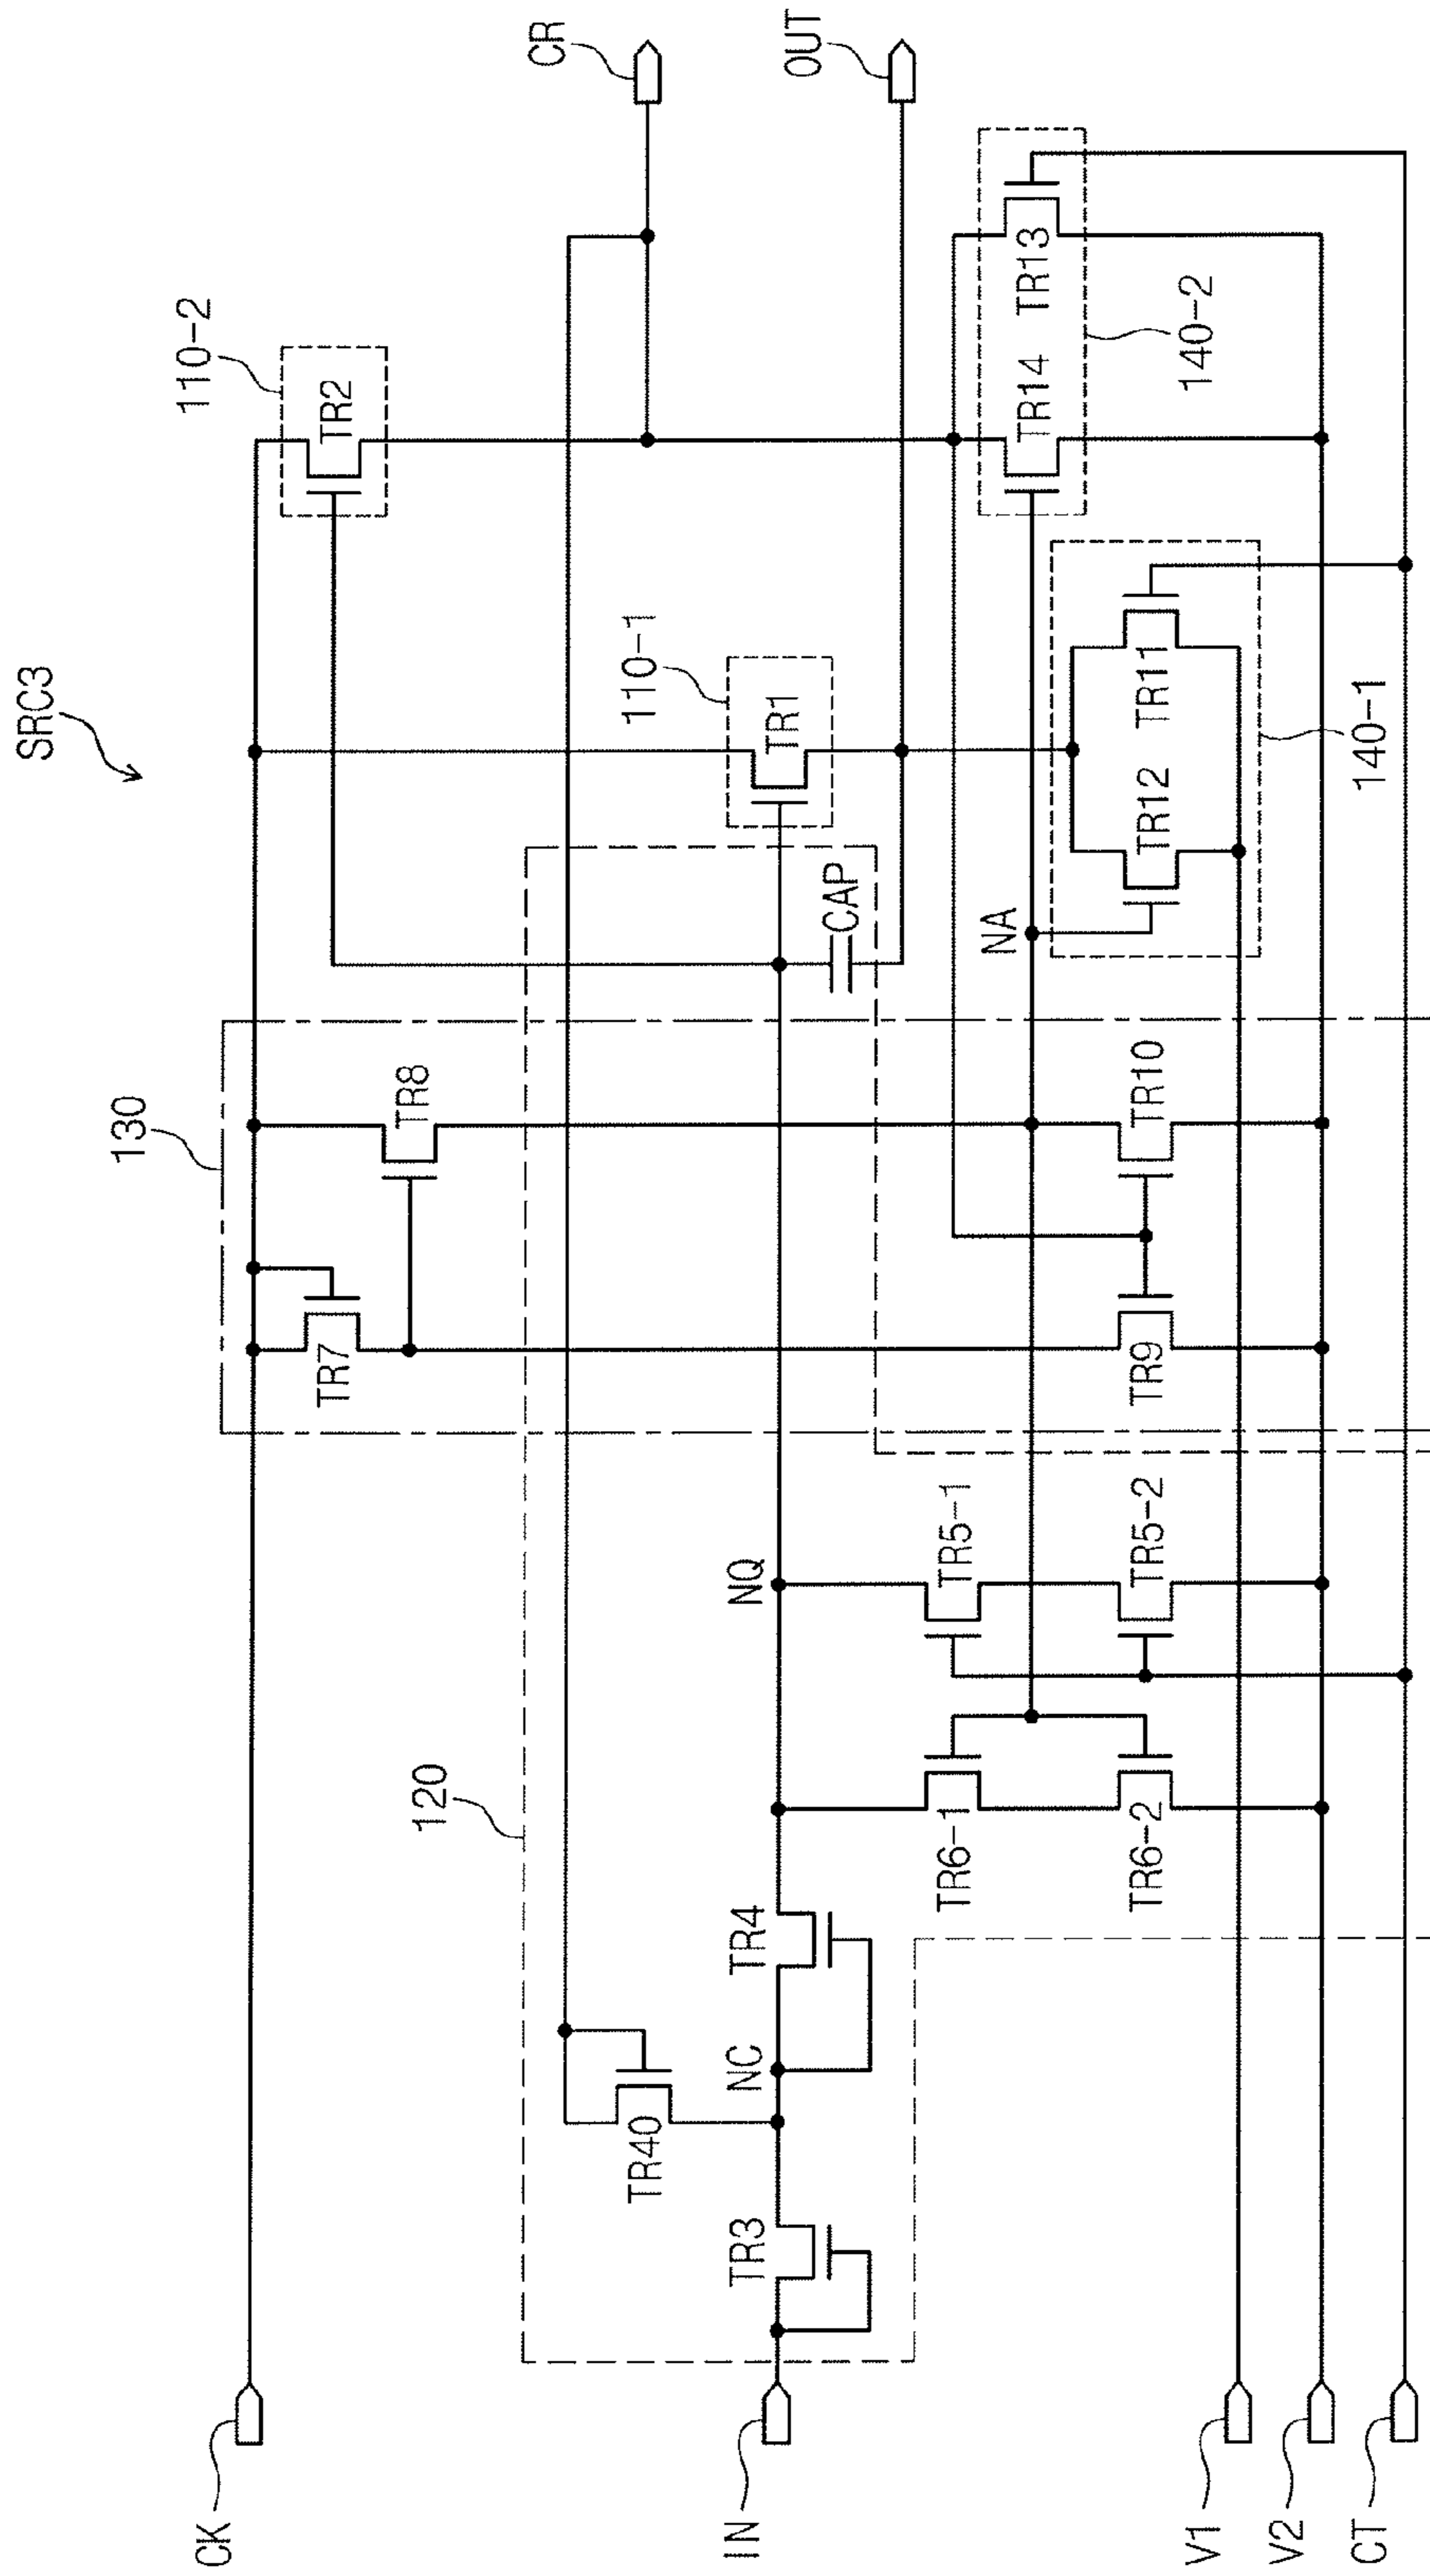 SRC3
110-2
TR2
CR
130
TR7
TR8
110-1
TR1
OUT
120
CAP
TR40
TR3
NC
TR4
NQ
NA
TR14
TR13
140-2
TR6-1
TR5-1
TR6-2
TR5-2
TR9
TR10
TR12
TR11
140-1
CK
IN
V1
V2
CT